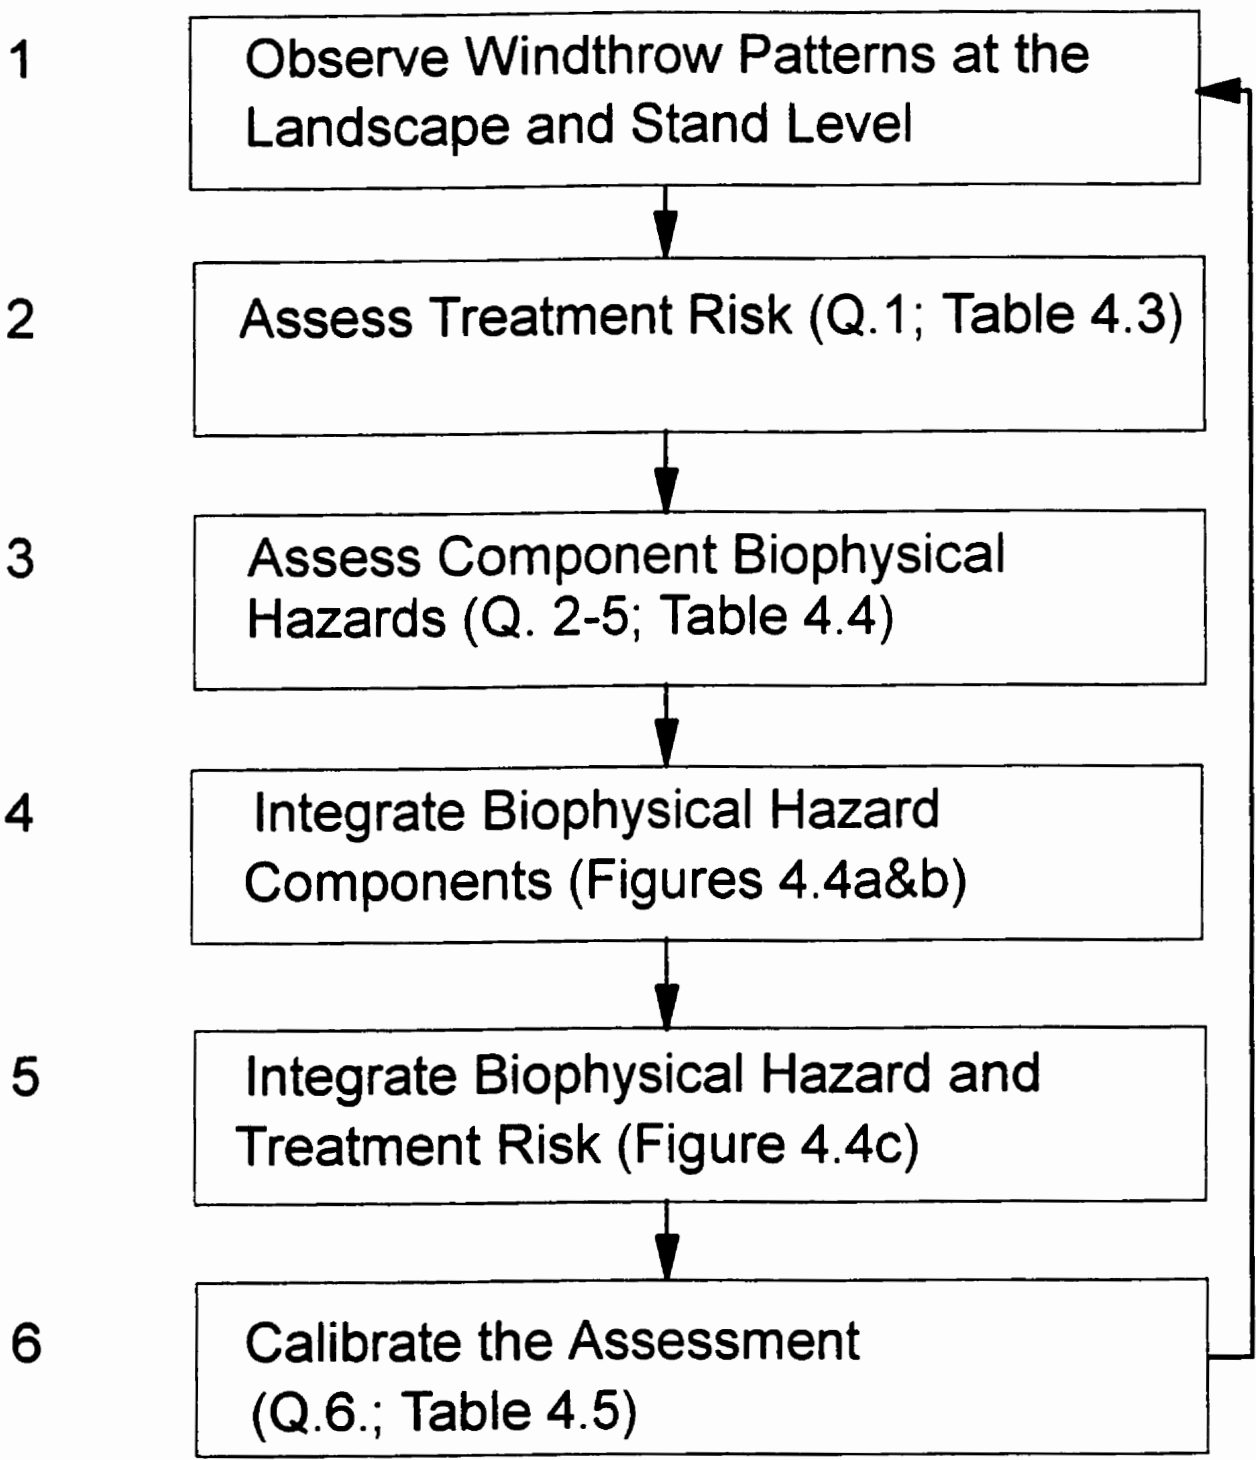 1
Observe Windthrow Patterns at the
Landscape and Stand Level
2
Assess Treatment Risk (Q.1; Table 4.3)
3
Assess Component Biophysical
Hazards (Q. 2-5; Table 4.4)
4
Integrate Biophysical Hazard
Components (Figures 4.4a&b)
5
Integrate Biophysical Hazard and
Treatment Risk (Figure 4.4c)
6
Calibrate the Assessment
(Q.6.; Table 4.5)